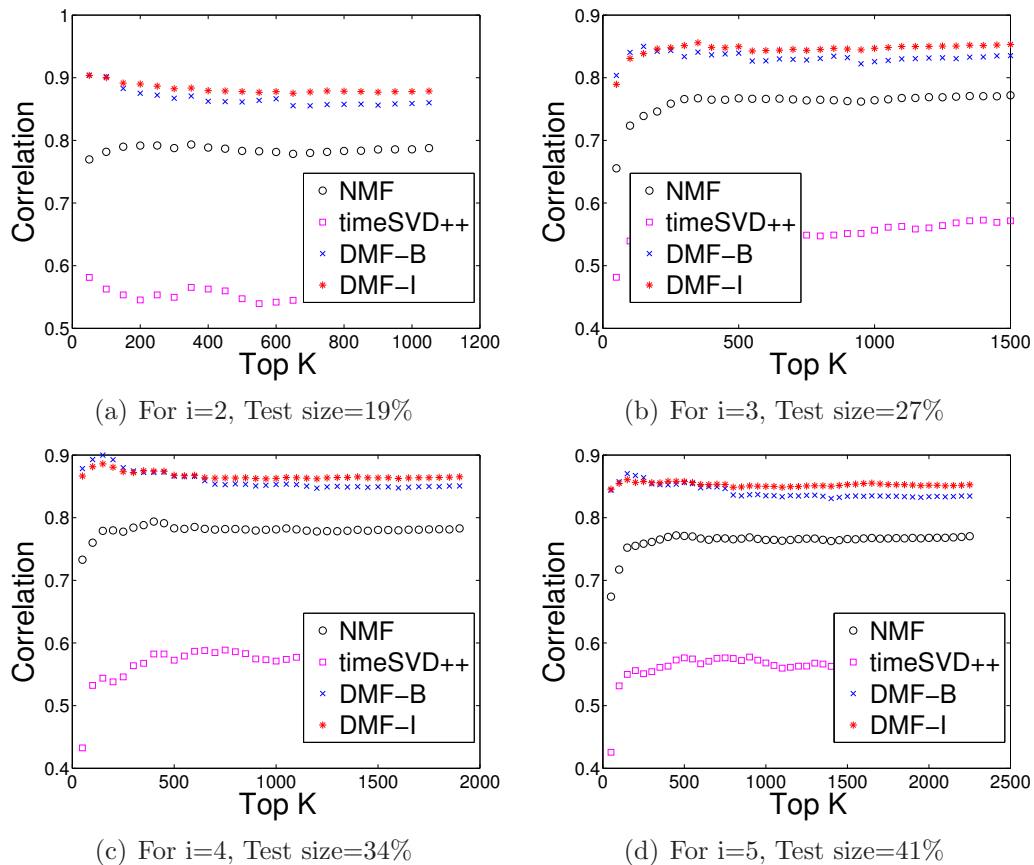 1
0.9
0.8
0.7
0.6
0.5
0 200 400 600 800 1000 1200
Correlation
Top K
NMF
timeSVD++
DMF−B
DMF−I
(a) For i=2, Test size=19%
0.9
0.8
0.7
0.6
0.5
0.4
0 500 1000 1500
Correlation
Top K
NMF
timeSVD++
DMF−B
DMF−I
(b) For i=3, Test size=27%
0.9
0.8
0.7
0.6
0.5
0.4
0 500 1000 1500 2000
Correlation
Top K
NMF
timeSVD++
DMF−B
DMF−I
(c) For i=4, Test size=34%
0.9
0.8
0.7
0.6
0.5
0.4
0 500 1000 1500 2000 2500
Correlation
Top K
NMF
timeSVD++
DMF−B
DMF−I
(d) For i=5, Test size=41%